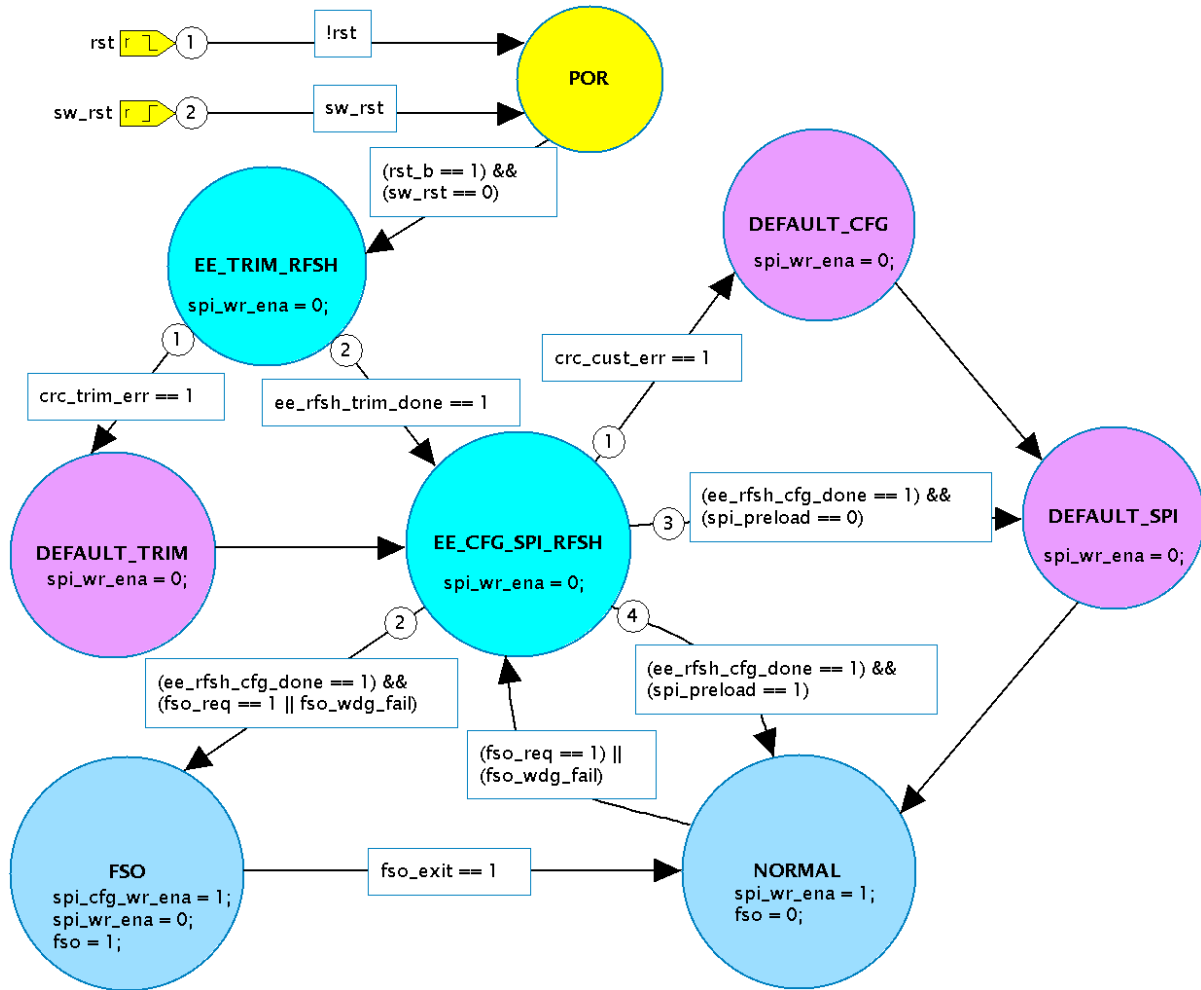 rst r 1 !rst
sw_rst r 2 sw_rst
POR
(rst_b == 1) &&
(sw_rst == 0)
EE_TRIM_RFSH
spi_wr_ena = 0;
DEFAULT_CFG
spi_wr_ena = 0;
1
2
crc_trim_err == 1
ee_rfsh_trim_done == 1
crc_cust_err == 1
1
DEFAULT_TRIM
spi_wr_ena = 0;
EE_CFG_SPI_RFSH
spi_wr_ena = 0;
3
(ee_rfsh_cfg_done == 1) &&
(spi_preload == 0)
DEFAULT_SPI
spi_wr_ena = 0;
2
4
(ee_rfsh_cfg_done == 1) &&
(fso_req == 1 || fso_wdg_fail)
(ee_rfsh_cfg_done == 1) &&
(spi_preload == 1)
(fso_req == 1) ||
(fso_wdg_fail)
FSO
spi_cfg_wr_ena = 1;
spi_wr_ena = 0;
fso = 1;
fso_exit == 1
NORMAL
spi_wr_ena = 1;
fso = 0;